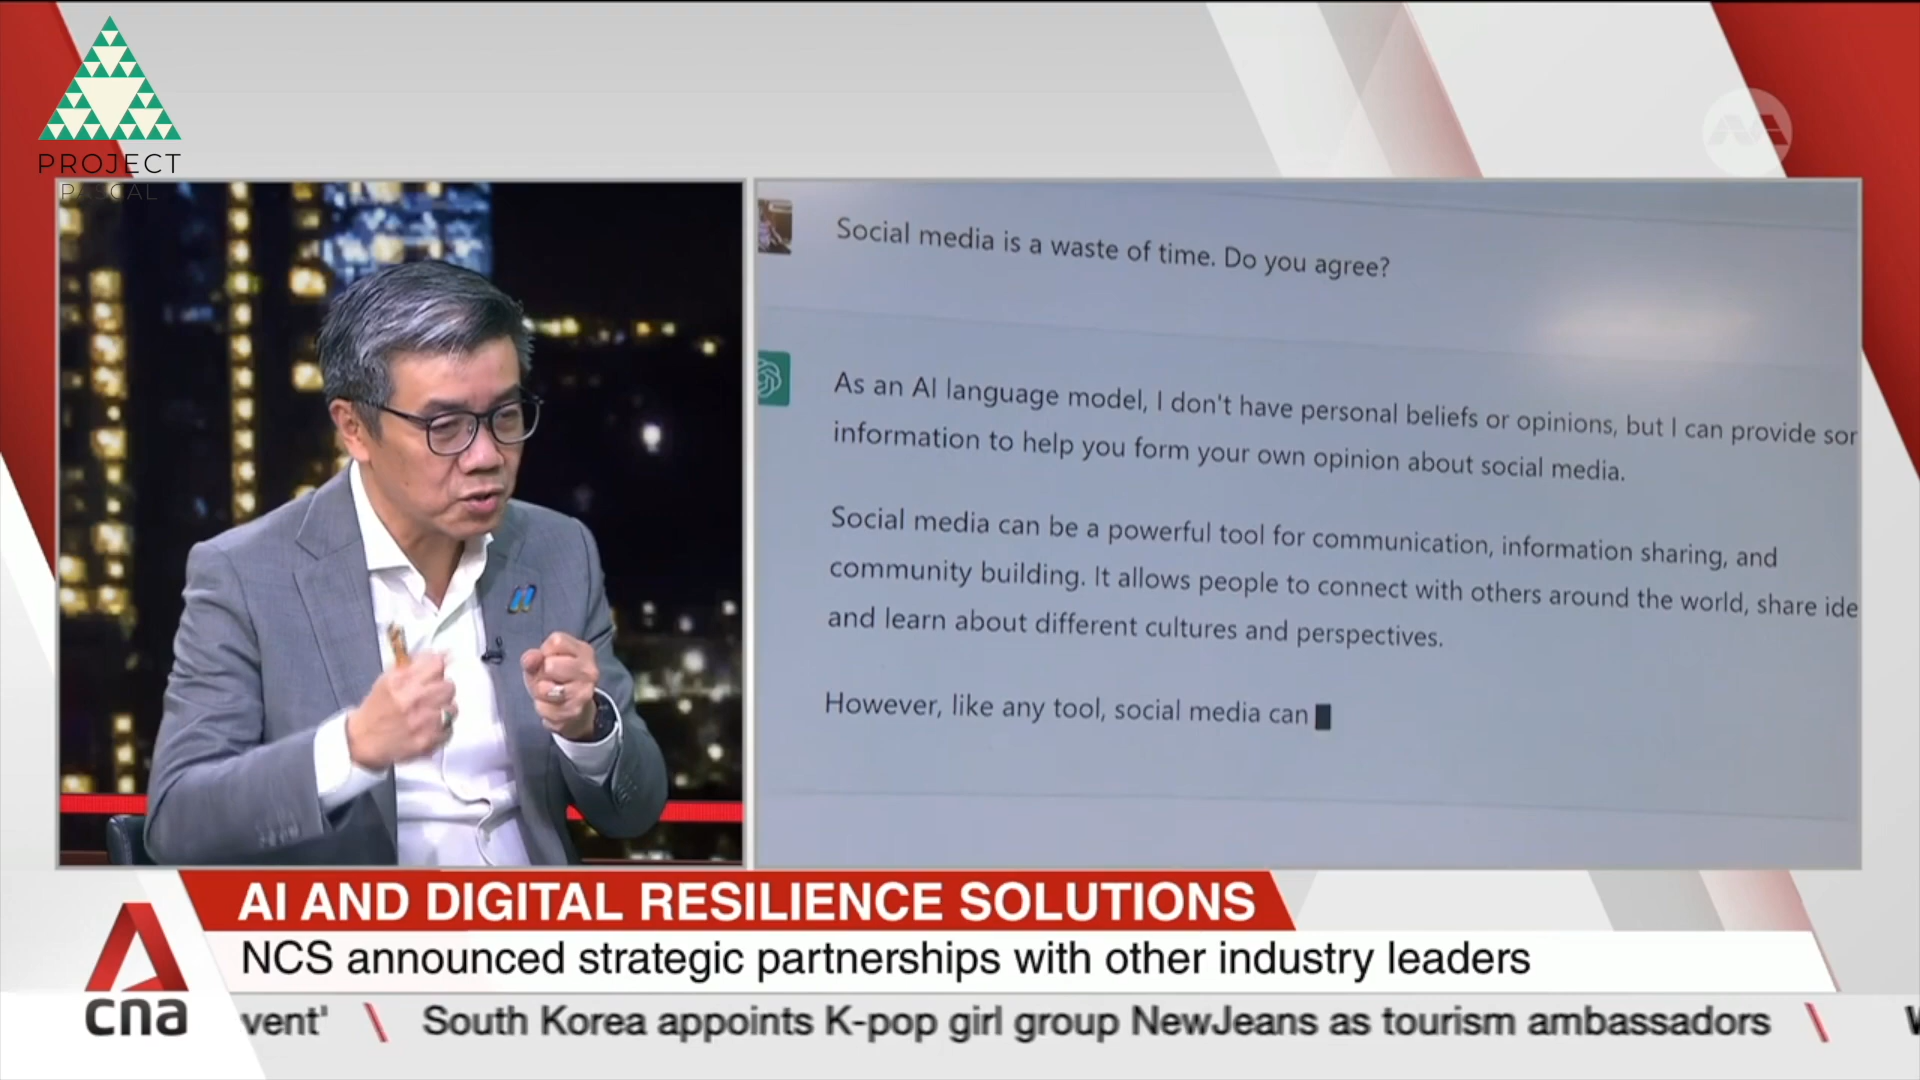 PROJECT
PASCAL
Social media is a waste of time. Do you agree?
As an AI language model, I don't have personal beliefs or opinions, but I can provide sor
information to help you form your own opinion about social media.
Social media can be a powerful tool for communication, information sharing, and
community building. It allows people to connect with others around the world, share ide
and learn about different cultures and perspectives.
However, like any tool, social media can
AI AND DIGITAL RESILIENCE SOLUTIONS
NCS announced strategic partnerships with other industry leaders
cna
vent' \ South Korea appoints K-pop girl group NewJeans as tourism ambassadors \